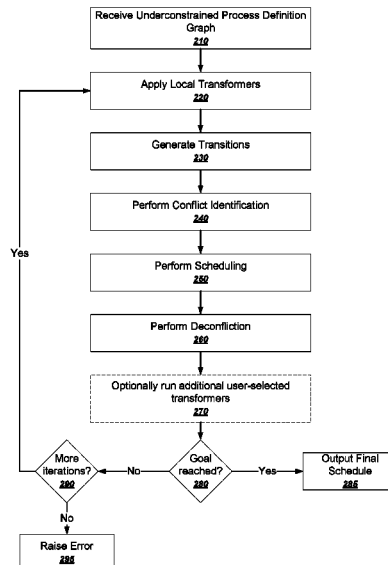 Receive Underconstrained Process Definition
Graph
210
Apply Local Transformers
220
Generate Transitions
230
Perform Conflict Identification
240
Perform Scheduling
250
Perform Deconfliction
260
Optionally run additional user-selected
transformers
270
Yes
More
iterations?
290
No
Goal
reached?
280
Yes
Output Final
Schedule
285
No
Raise Error
295